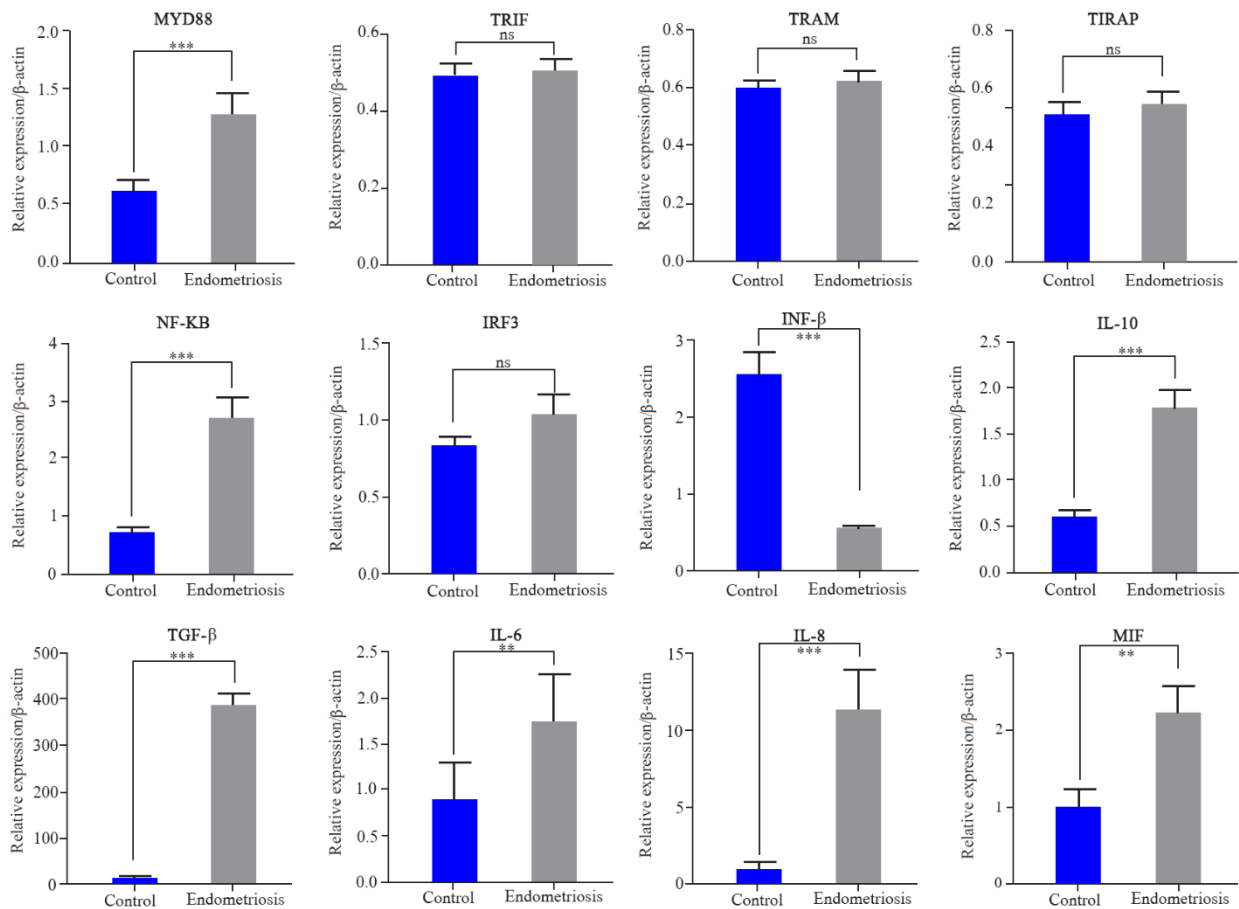 MYD88
***
Relative expression/β-actin
2.0
1.5
1.0
0.5
0.0
Control Endometriosis
TRIF
ns
Relative expression/β-actin
0.6
0.4
0.2
0.0
Control Endometriosis
TRAM
ns
Relative expression/β-actin
0.8
0.6
0.4
0.2
0.0
Control Endometriosis
TIRAP
ns
Relative expression/β-actin
0.8
0.6
0.4
0.2
0.0
Control Endometriosis
NF-KB
***
Relative expression/β-actin
4
3
2
1
0
Control Endometriosis
IRF3
ns
Relative expression/β-actin
1.5
1.0
0.5
0.0
Control Endometriosis
INF-β
***
Relative expression/β-actin
3
2
1
0
Control Endometriosis
IL-10
***
Relative expression/β-actin
2.5
2.0
1.5
1.0
0.5
0.0
Control Endometriosis
TGF-β
***
Relative expression/β-actin
500
400
300
200
100
0
Control Endometriosis
IL-6
**
Relative expression/β-actin
2.5
2.0
1.5
1.0
0.5
0.0
Control Endometriosis
IL-8
***
Relative expression/β-actin
15
10
5
0
Control Endometriosis
MIF
**
Relative expression/β-actin
3
2
1
0
Control Endometriosis